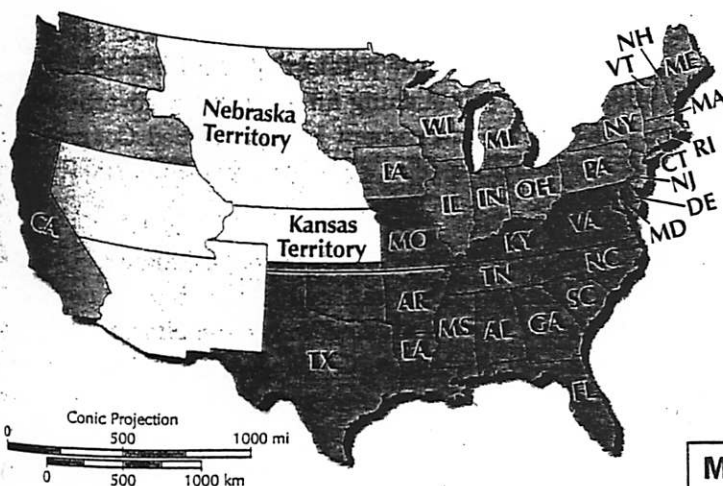 NH
VT
ME
MA
Nebraska
Territory
WI
MI
NY
RI
CT
IA
PA
NJ
IL
IN
OH
DE
CA
Kansas
Territory
MO
KY
VA
MD
TN
NC
AR
SC
MS
AL
GA
TX
LA
FL
Conic Projection
0 500 1000 mi
0 500 1000 km
M